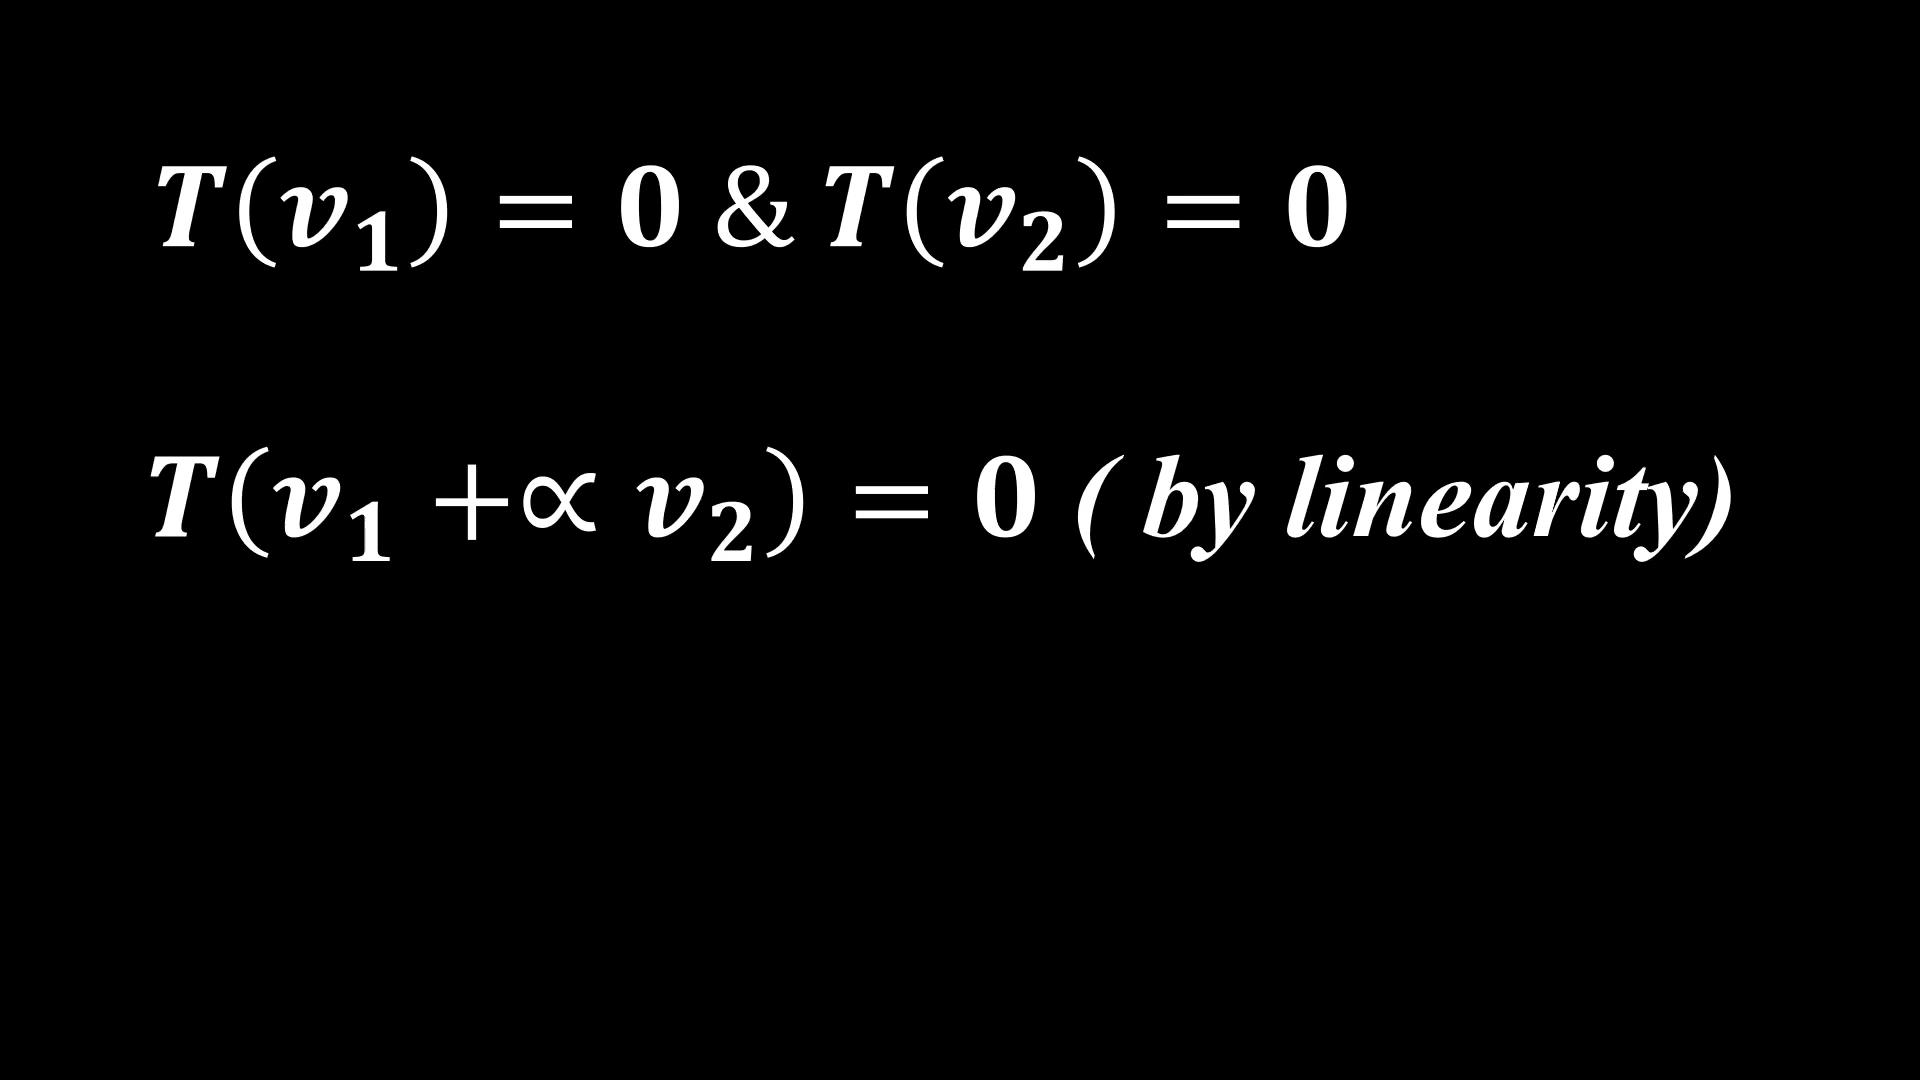 T(v₁) = 0 & T(v₂) = 0
T(v₁ +∝ v₂) = 0 ( by linearity)